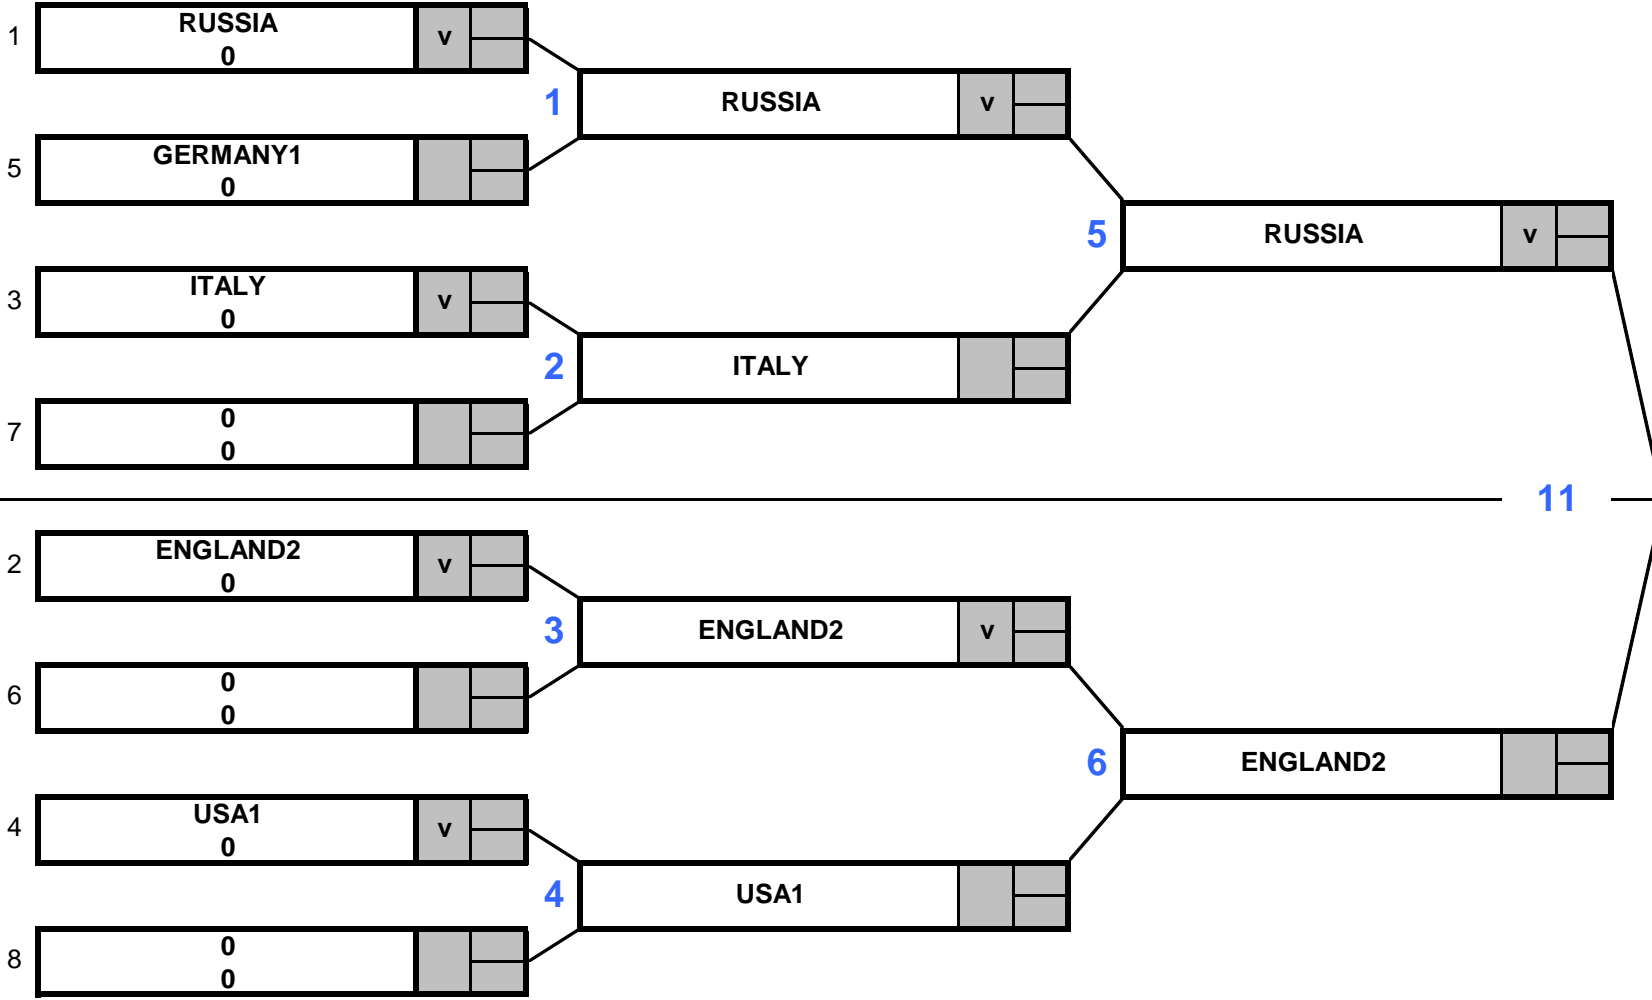 1 RUSSIA v
0
1 RUSSIA v
5 GERMANY1
0
5 RUSSIA v
3 ITALY v
0
2 ITALY
7 0
0
11
2 ENGLAND2 v
0
3 ENGLAND2 v
6 0
0
6 ENGLAND2
4 USA1 v
0
4 USA1
8 0
0